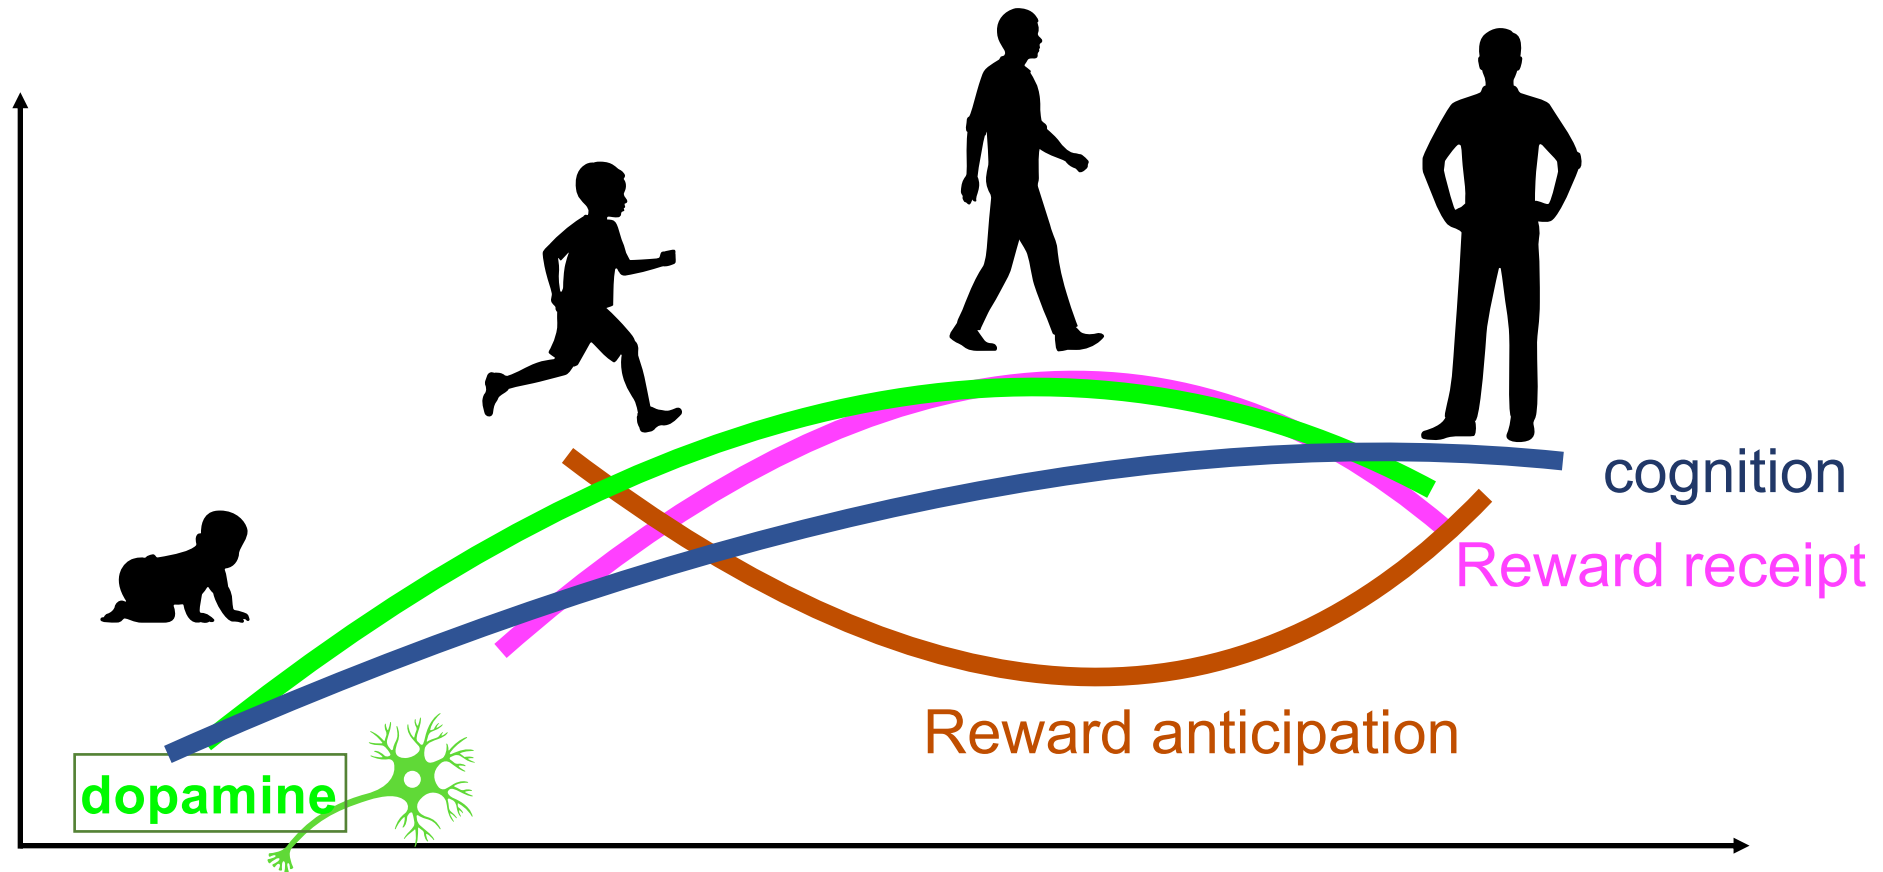 cognition
Reward receipt
Reward anticipation
dopamine